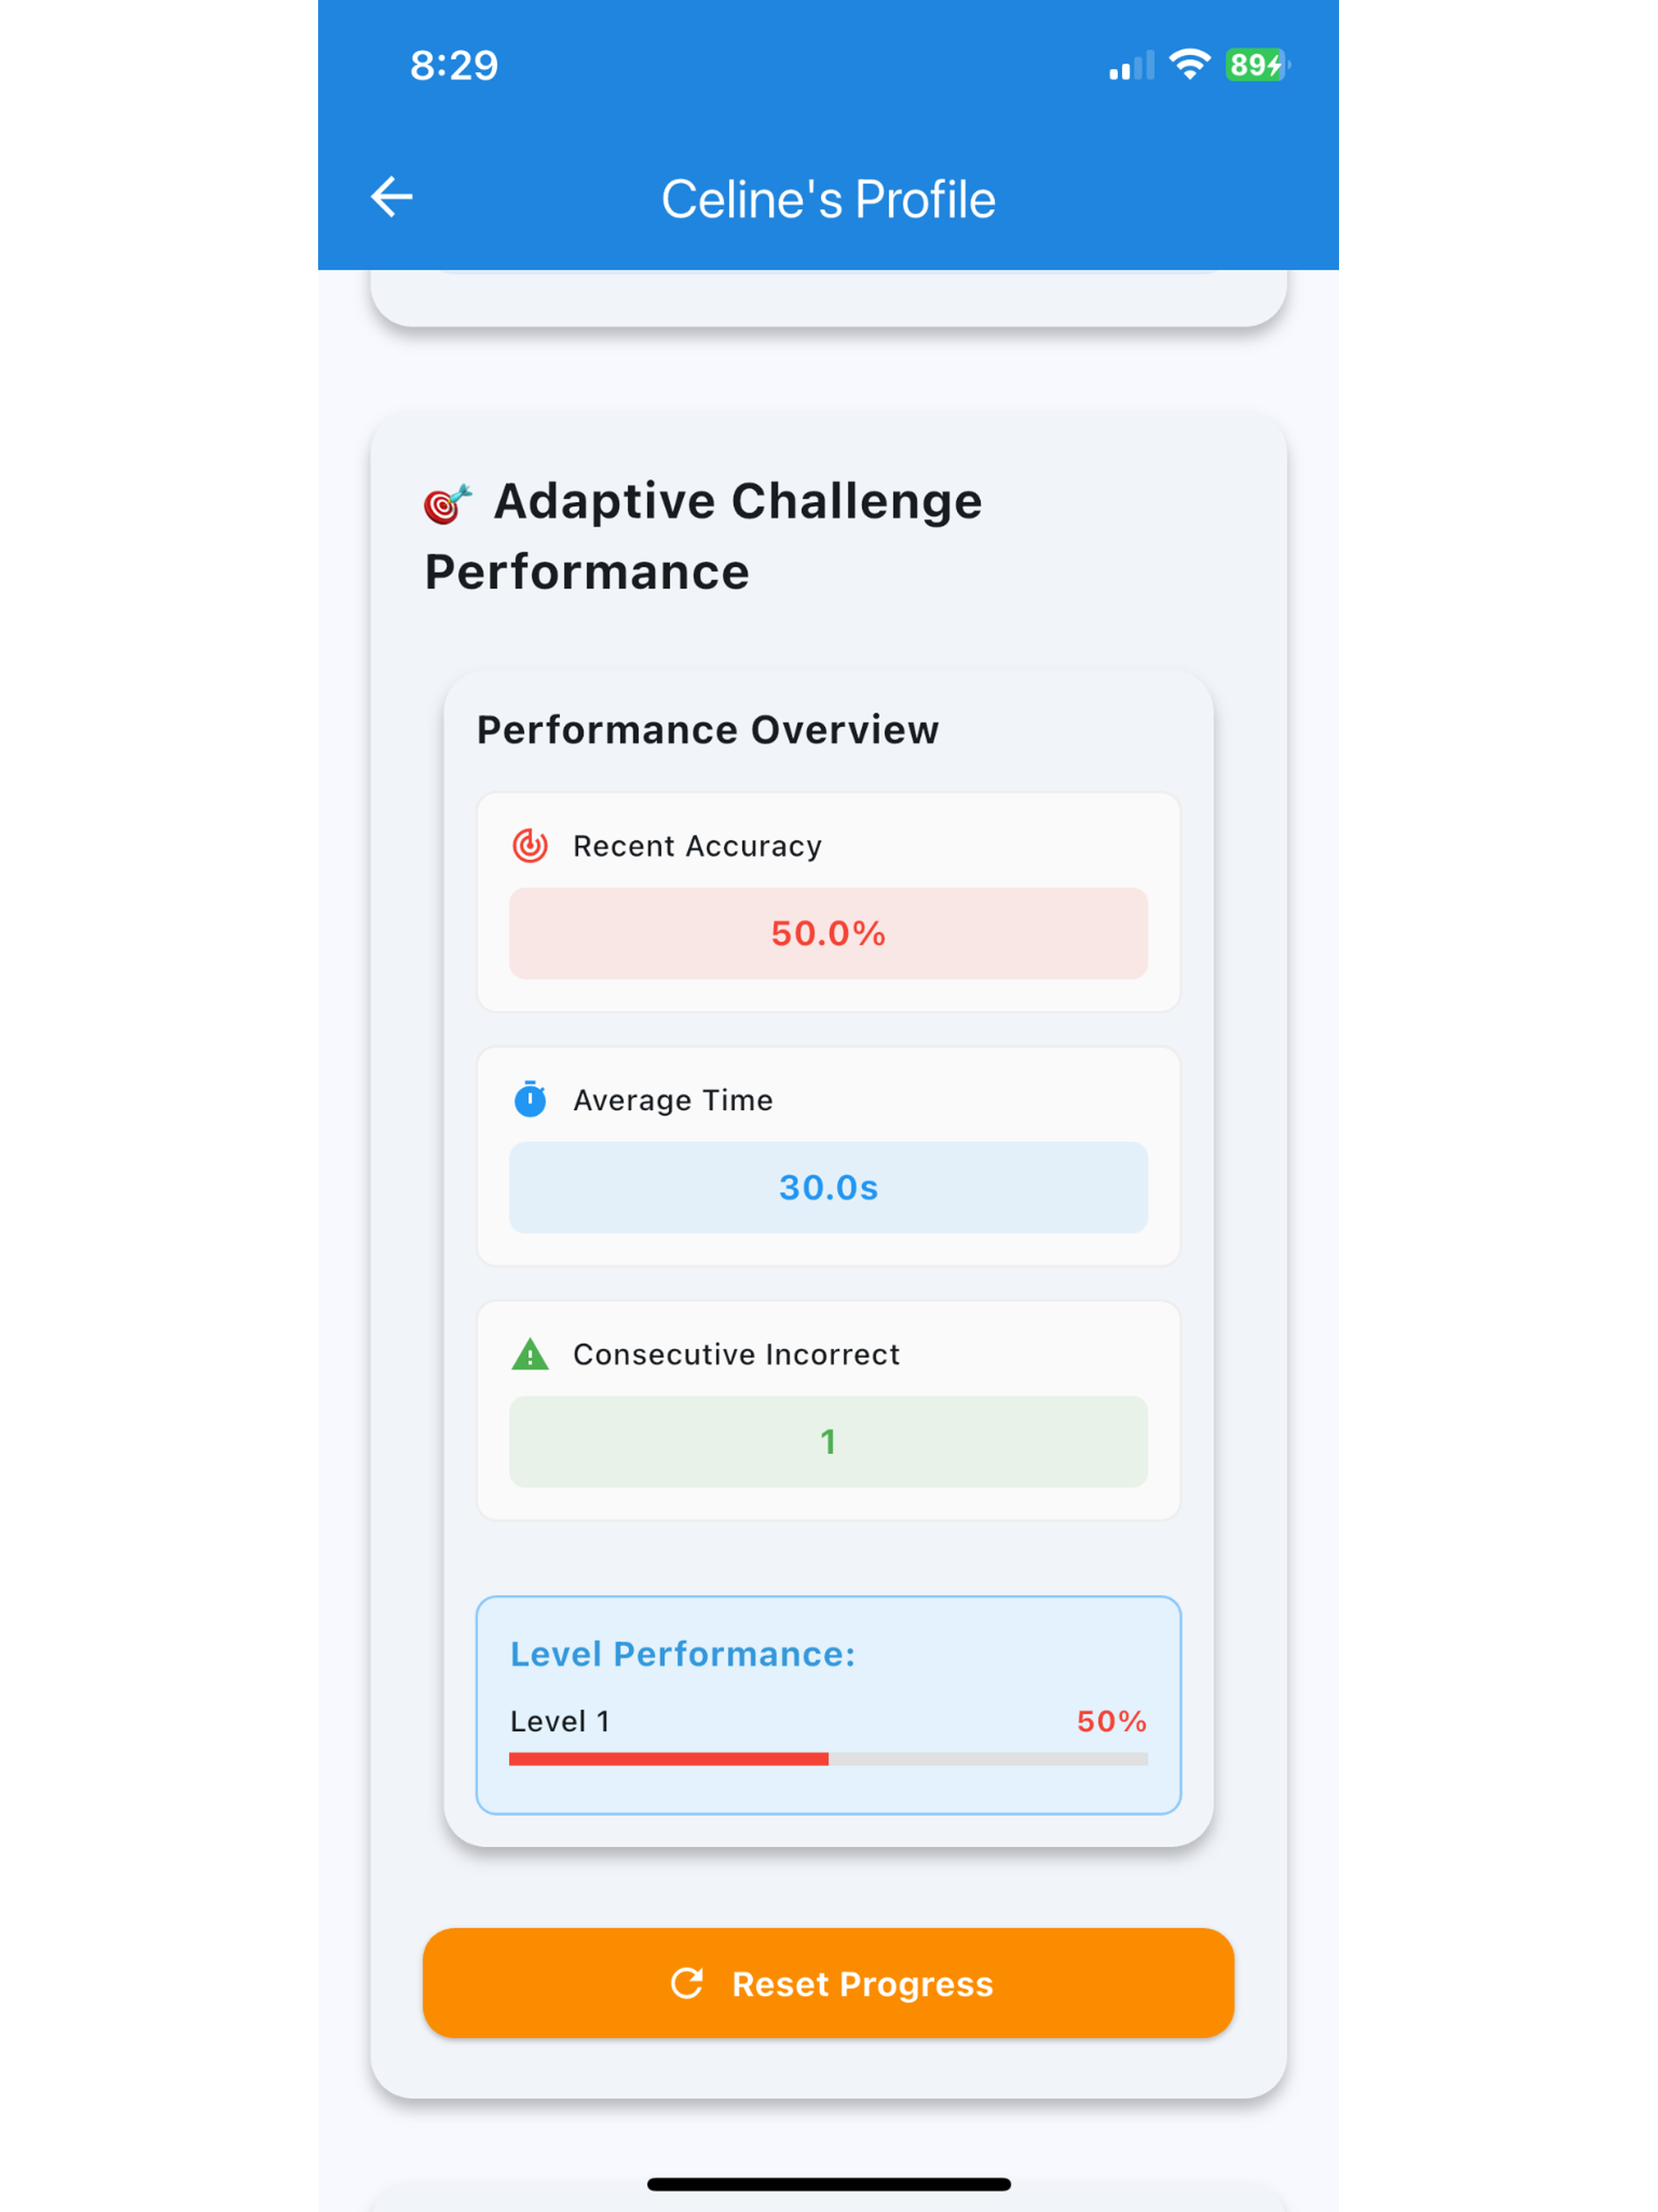 8:29
89
Celine's Profile
🎯 Adaptive Challenge
Performance
Performance Overview
Recent Accuracy
50.0%
Average Time
30.0s
Consecutive Incorrect
1
Level Performance:
Level 1 50%
Reset Progress